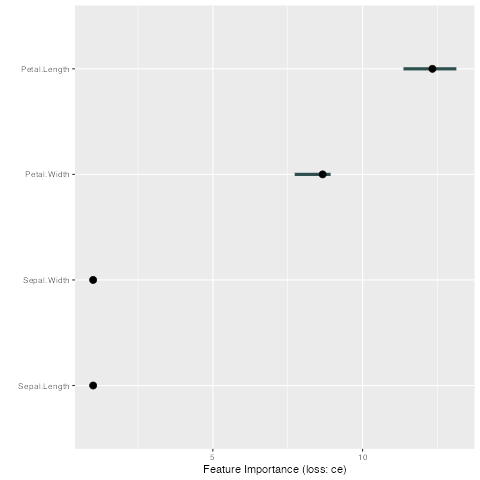 Petal.Length
Petal.Width
Sepal.Width
Sepal.Length
5 10
Feature Importance (loss: ce)